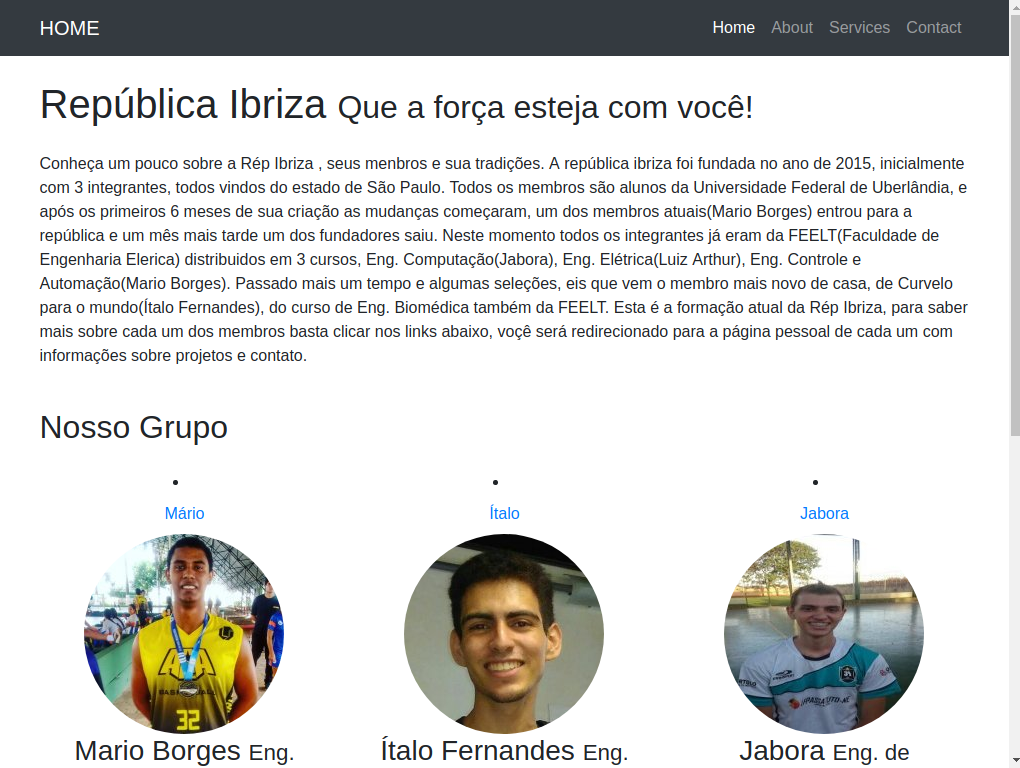 HOME
Home About Services Contact
República Ibriza Que a força esteja com você!
Conheça um pouco sobre a Rép Ibriza , seus menbros e sua tradições. A república ibriza foi fundada no ano de 2015, inicialmente
com 3 integrantes, todos vindos do estado de São Paulo. Todos os membros são alunos da Universidade Federal de Uberlândia, e
após os primeiros 6 meses de sua criação as mudanças começaram, um dos membros atuais(Mario Borges) entrou para a
república e um mês mais tarde um dos fundadores saiu. Neste momento todos os integrantes já eram da FEELT(Faculdade de
Engenharia Elerica) distribuidos em 3 cursos, Eng. Computação(Jabora), Eng. Elétrica(Luiz Arthur), Eng. Controle e
Automação(Mario Borges). Passado mais um tempo e algumas seleções, eis que vem o membro mais novo de casa, de Curvelo
para o mundo(Ítalo Fernandes), do curso de Eng. Biomédica também da FEELT. Esta é a formação atual da Rép Ibriza, para saber
mais sobre cada um dos membros basta clicar nos links abaixo, voçê será redirecionado para a página pessoal de cada um com
informações sobre projetos e contato.
Nosso Grupo
Mário
Ítalo
Jabora
32
Mario Borges Eng.
Ítalo Fernandes Eng.
Jabora Eng. de